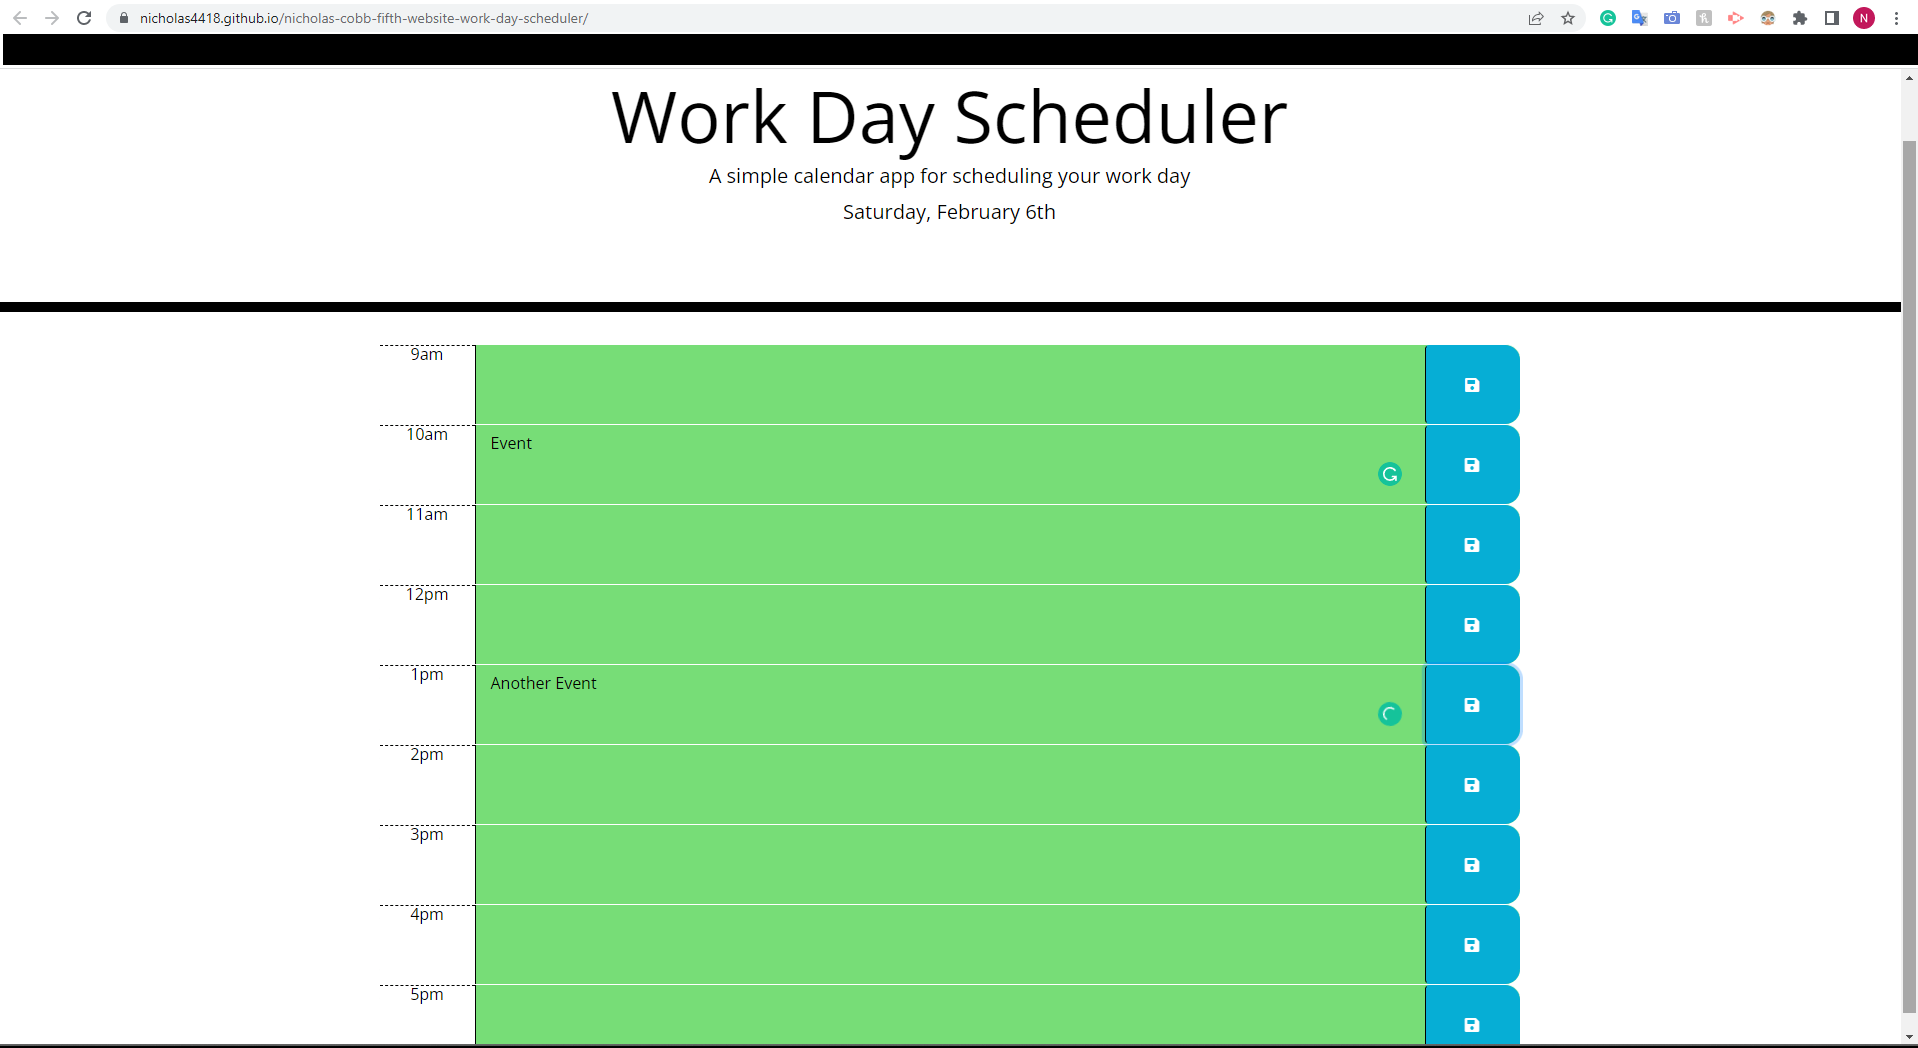 nicholas4418.github.io/nicholas-cobb-fifth-website-work-day-scheduler/
N
Work Day Scheduler
A simple calendar app for scheduling your work day
Saturday, February 6th
9am
10am
Event
11am
12pm
1pm
Another Event
2pm
3pm
4pm
5pm